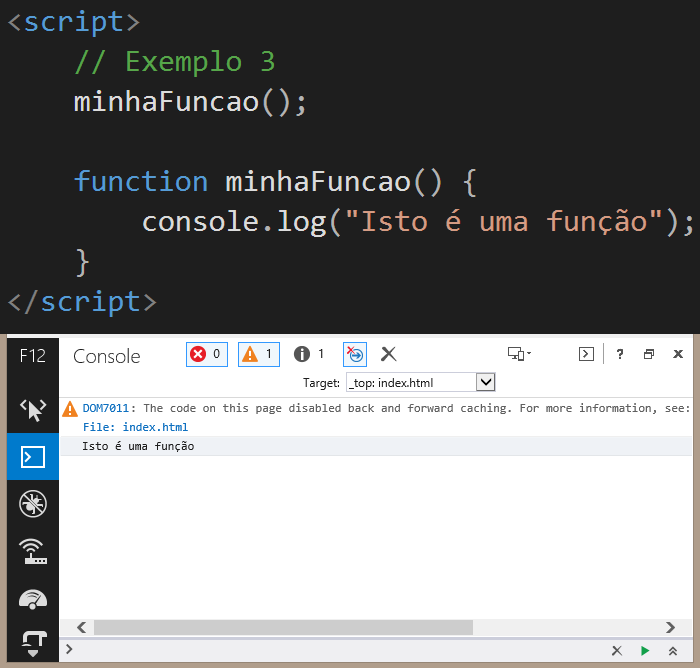 <script>
// Exemplo 3
minhaFuncao();
function minhaFuncao() {
console.log("Isto é uma função");
}
</script>
F12 Console 0 1 1 ?
Target: _top: index.html
DOM7011: The code on this page disabled back and forward caching. For more information, see:
File: index.html
Isto é uma função